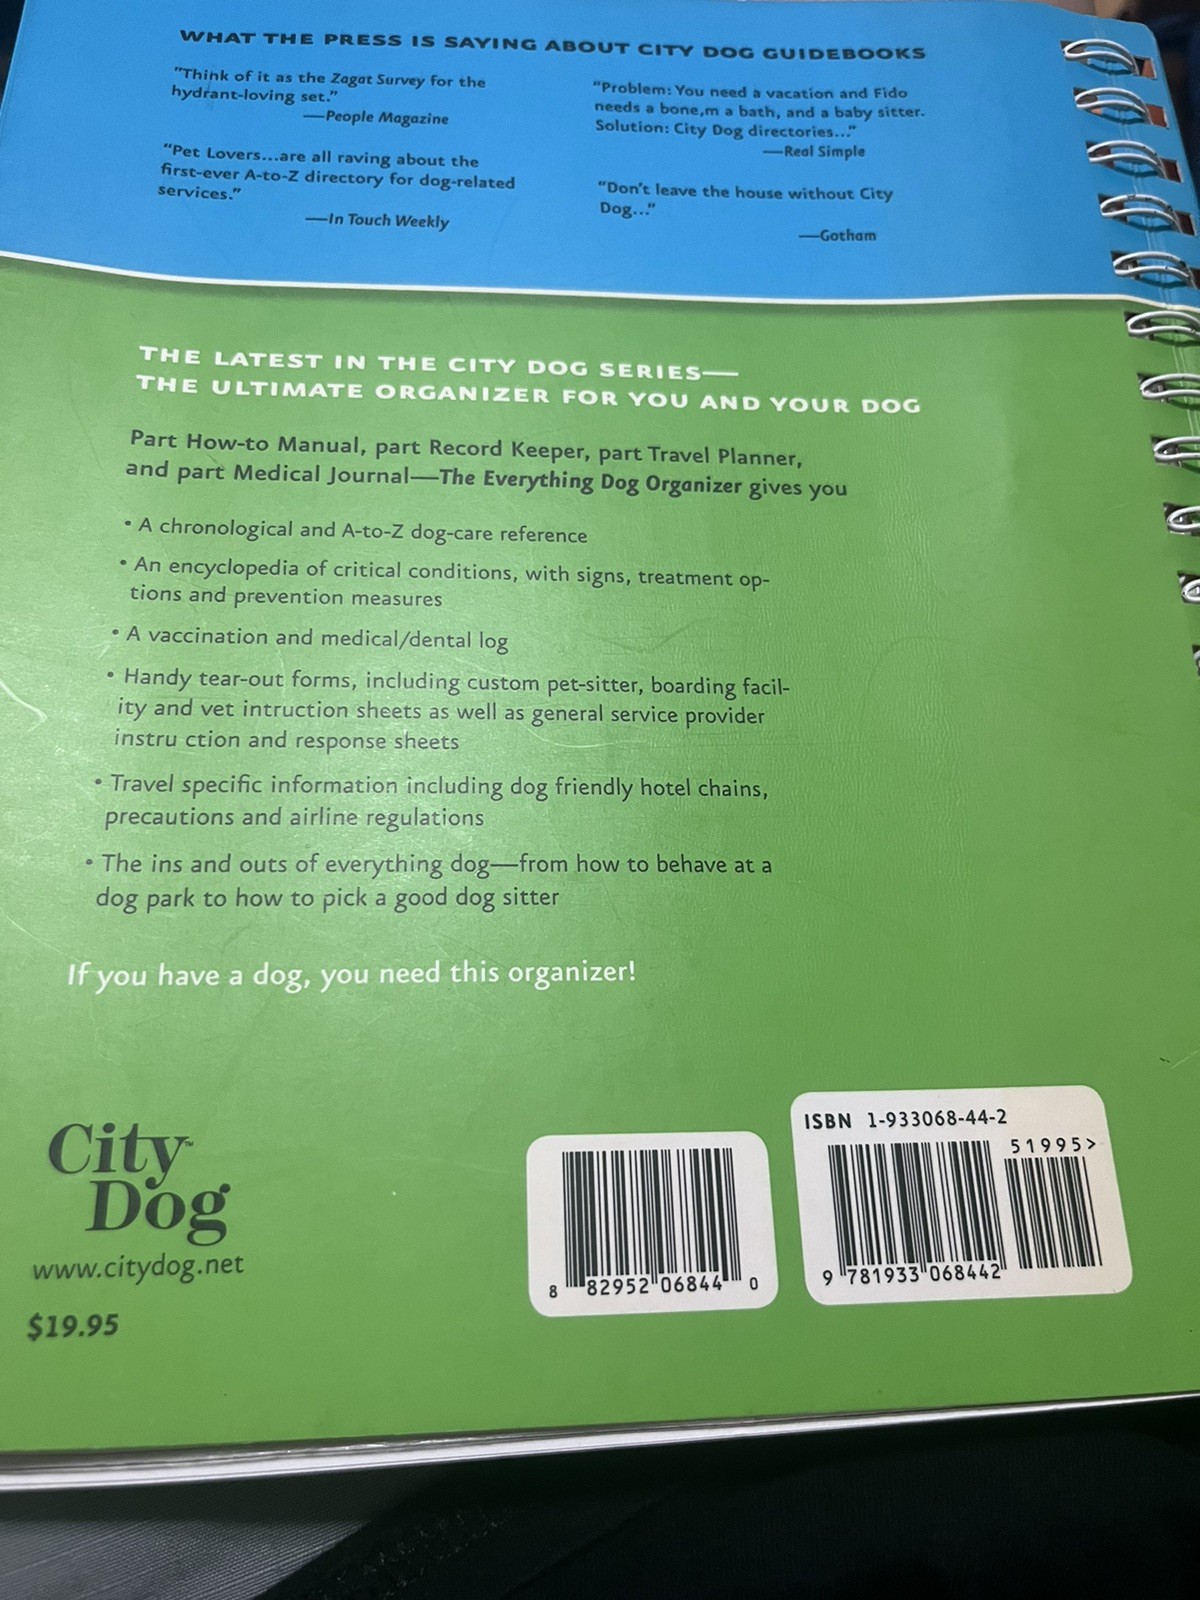 WHAT THE PRESS IS SAYING ABOUT CITY DOG GUIDEBOOKS
"Think of it as the Zagat Survey for the
hydrant-loving set."
—People Magazine
"Pet Lovers...are all raving about the
first-ever A-to-Z directory for dog-related
services."
—In Touch Weekly
"Problem: You need a vacation and Fido
needs a bone,m a bath, and a baby sitter.
Solution: City Dog directories..."
—Real Simple
"Don't leave the house without City
Dog..."
—Gotham
THE LATEST IN THE CITY DOG SERIES—
THE ULTIMATE ORGANIZER FOR YOU AND YOUR DOG
Part How-to Manual, part Record Keeper, part Travel Planner,
and part Medical Journal—The Everything Dog Organizer gives you
• A chronological and A-to-Z dog-care reference
• An encyclopedia of critical conditions, with signs, treatment op-
tions and prevention measures
• A vaccination and medical/dental log
• Handy tear-out forms, including custom pet-sitter, boarding facil-
ity and vet intruction sheets as well as general service provider
instru ction and response sheets
• Travel specific information including dog friendly hotel chains,
precautions and airline regulations
• The ins and outs of everything dog—from how to behave at a
dog park to how to pick a good dog sitter
If you have a dog, you need this organizer!
City™
Dog
www.citydog.net
$19.95
8 82952 06844 0
ISBN 1-933068-44-2
51995>
9 781933 068442